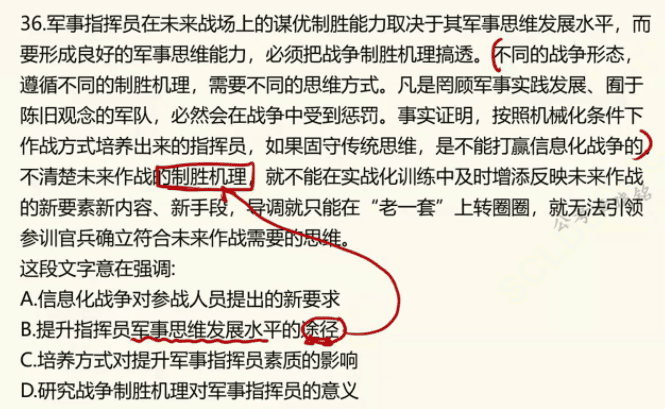 36.军事指挥员在未来战场上的谋优制胜能力取决于其军事思维发展水平，而
要形成良好的军事思维能力，必须把战争制胜机理搞透。不同的战争形态，
遵循不同的制胜机理，需要不同的思维方式。凡是罔顾军事实践发展、囿于
陈旧观念的军队，必然会在战争中受到惩罚。事实证明，按照机械化条件下
作战方式培养出来的指挥员，如果固守传统思维，是不能打赢信息化战争的。
不清楚未来作战的制胜机理，就不能在实战化训练中及时增添反映未来作战
的新要素新内容、新手段，导调就只能在“老一套”上转圈圈，就无法引领
参训官兵确立符合未来作战需要的思维。
这段文字意在强调:
A.信息化战争对参战人员提出的新要求
B.提升指挥员军事思维发展水平的途径
C.培养方式对提升军事指挥员素质的影响
D.研究战争制胜机理对军事指挥员的意义